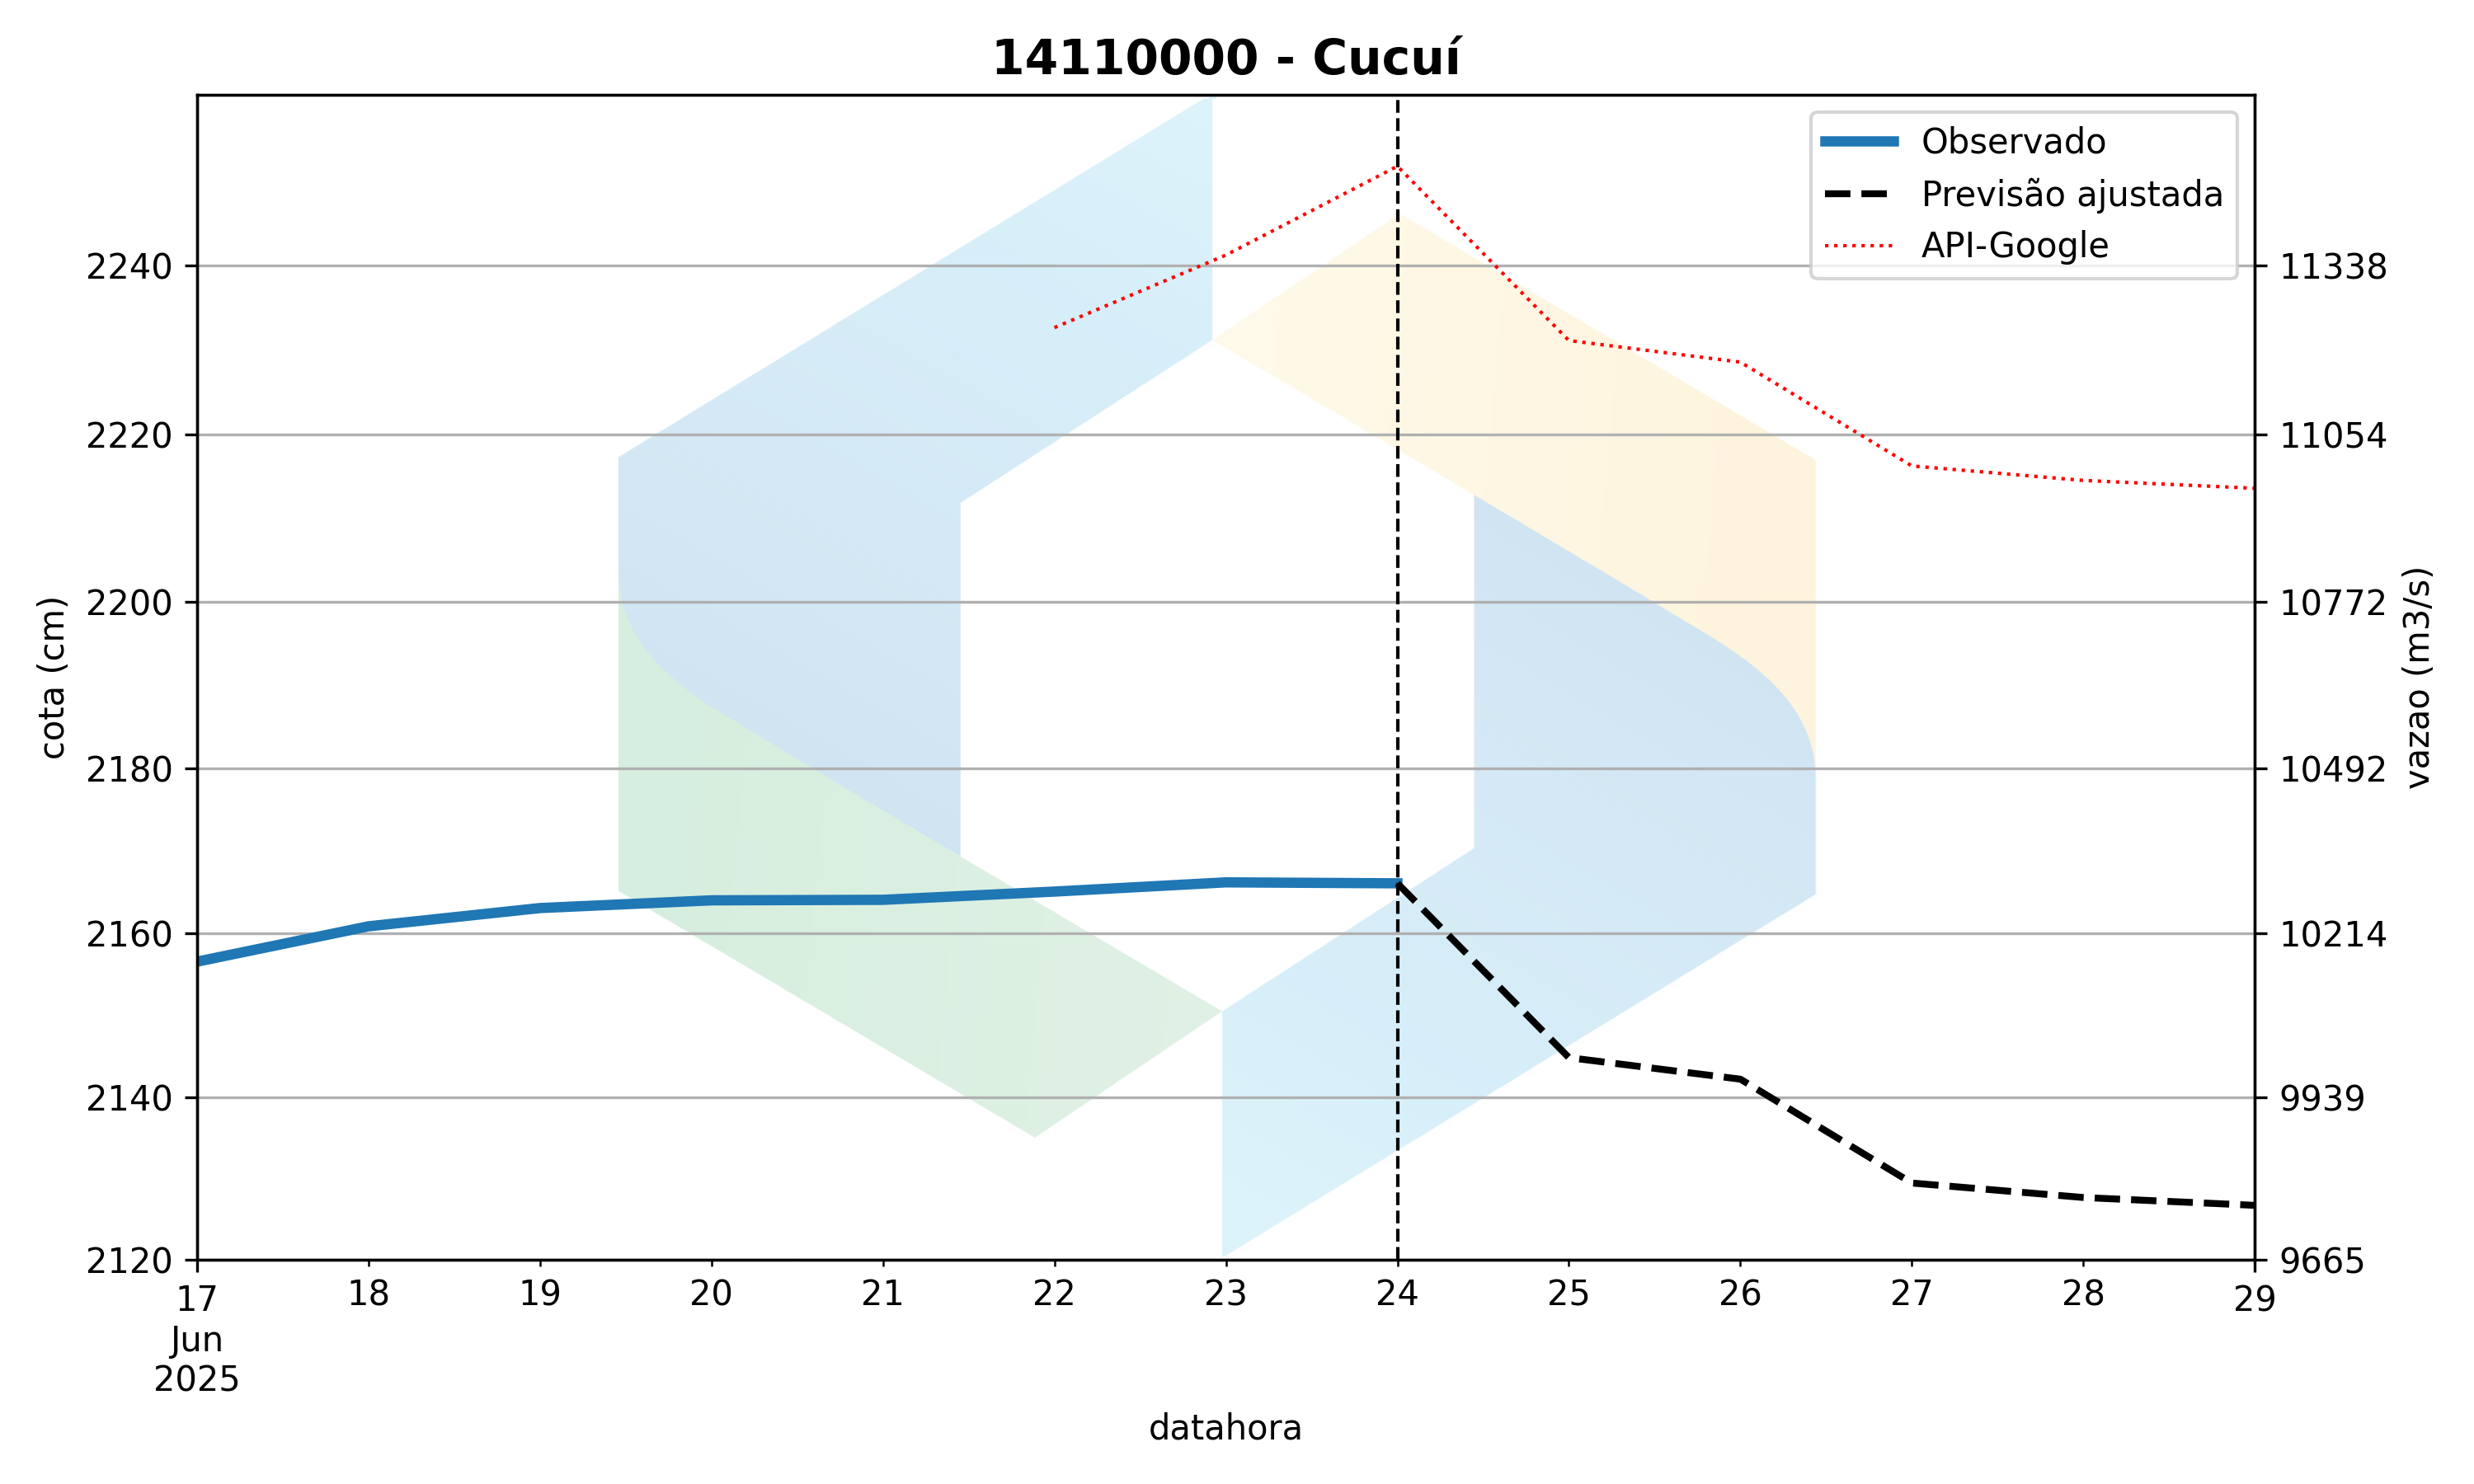 14110000 - Cucuí
Observado
Previsão ajustada
API-Google
2240
2220
2200
2180
2160
2140
2120
cota (cm)
11338
11054
10772
10492
10214
9939
9665
vazao (m3/s)
17 18 19 20 21 22 23 24 25 26 27 28 29
Jun
2025
datahora